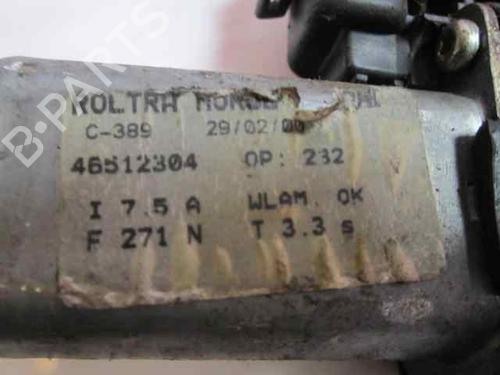 B-PARTS
ROLTRA
C-389 29/02/00
46512304 OP: 232
I 7.5 A WLAM. OK
F 271 N T 3.3 s